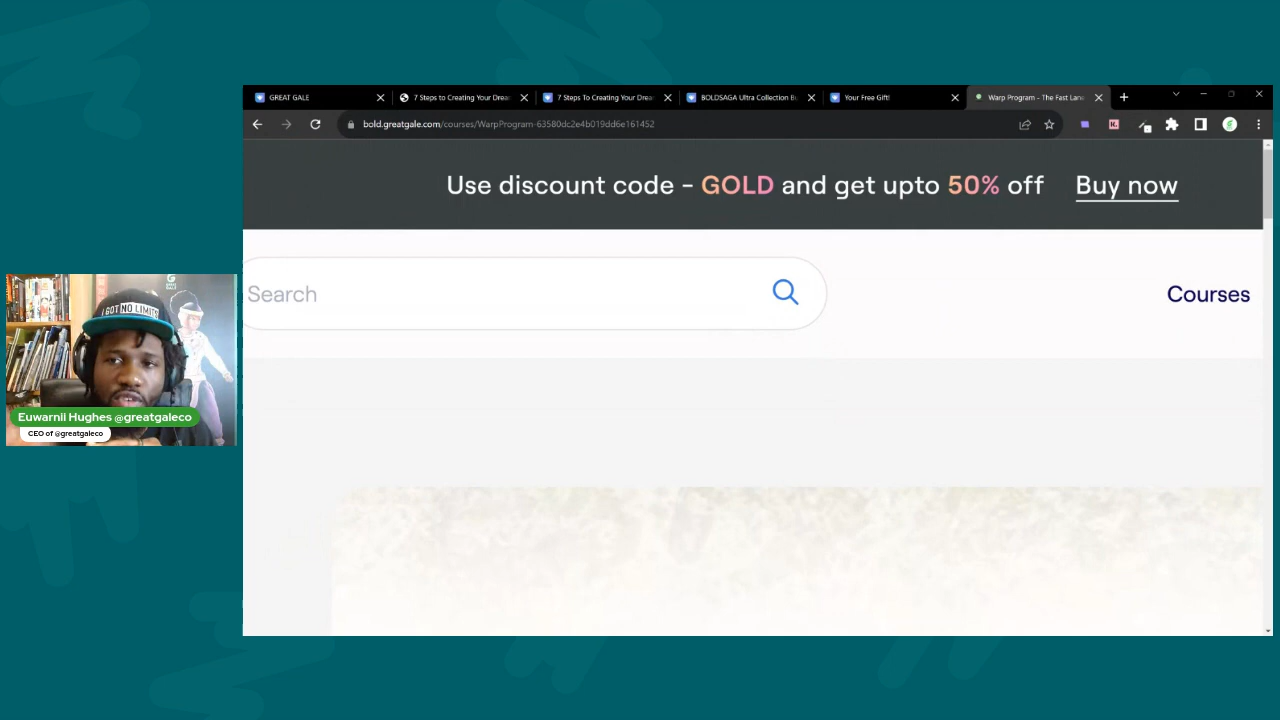 GREAT GALE
7 Steps to Creating Your Drea
7 Steps To Creating Your Drea
BOLDSAGA Ultra Collection B
Your Free Gift!
Warp Program - The Fast Lane
bold.greatgale.com/courses/WarpProgram-63580dc2e4b019dd6e161452
Use discount code - GOLD and get upto 50% off
Buy now
Search
Courses
I GOT NO LIMITS
Euwarnii Hughes @greatgaleco
CEO of @greatgaleco